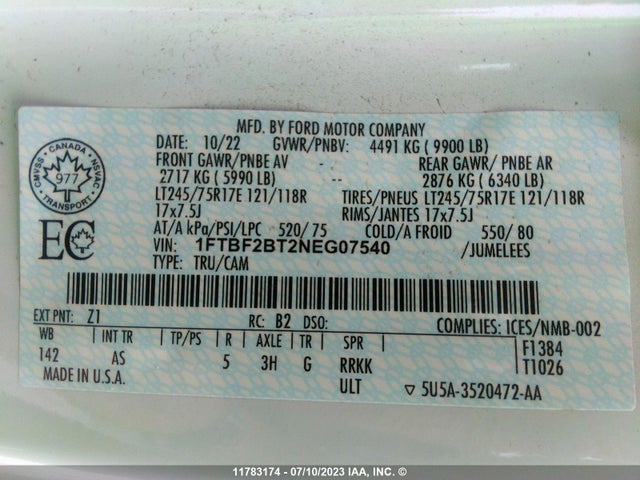 MFD. BY FORD MOTOR COMPANY
DATE: 10/22 GVWR/PNBV: 4491 KG ( 9900 LB)
FRONT GAWR/PNBE AV REAR GAWR/ PNBE AR
2717 KG ( 5990 LB) 2876 KG ( 6340 LB)
LT245/75R17E 121/118R TIRES/PNEUS LT245/75R17E 121/118R
17x7.5J RIMS/JANTES 17x7.5J
AT/A kPa/PSI/LPC 520/ 75 COLD/A FROID 550/ 80
VIN: 1FTBF2BT2NEG07540 /JUMELEES
TYPE: TRU/CAM
CANADA
CMVSS NSVAC
977
TRANSPORT
EC
EXT PNT: Z1 RC: B2 DSO: COMPLIES: ICES/NMB-002
WB INT TR TP/PS R AXLE TR SPR F1384
142 AS 5 3H G RRKK T1026
MADE IN U.S.A. ULT ▽ 5U5A-3520472-AA
11783174 - 07/10/2023 IAA, INC. ©